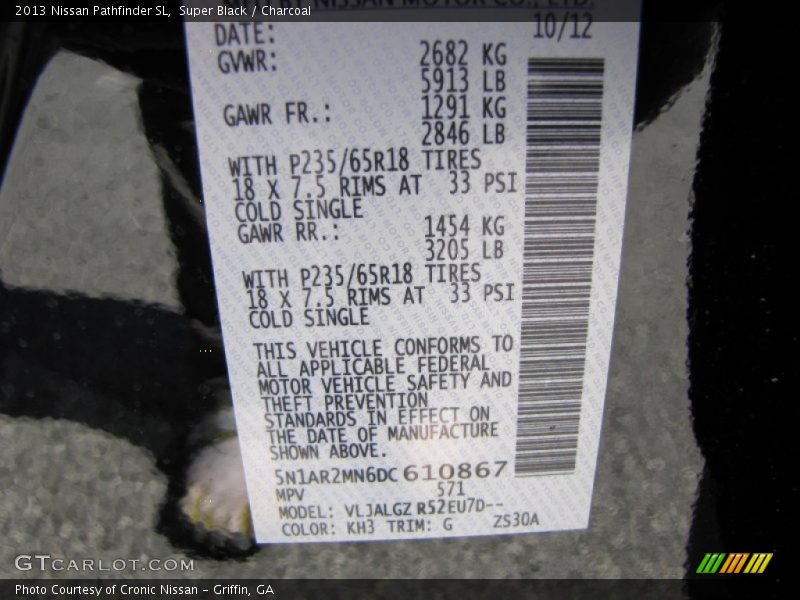 2013 Nissan Pathfinder SL, Super Black / Charcoal
NISSAN MOTOR CO., LTD.
DATE: 10/12
GVWR: 2682 KG
5913 LB
GAWR FR.: 1291 KG
2846 LB
WITH P235/65R18 TIRES
18 X 7.5 RIMS AT 33 PSI
COLD SINGLE
GAWR RR.: 1454 KG
3205 LB
WITH P235/65R18 TIRES
18 X 7.5 RIMS AT 33 PSI
COLD SINGLE
THIS VEHICLE CONFORMS TO
ALL APPLICABLE FEDERAL
MOTOR VEHICLE SAFETY AND
THEFT PREVENTION
STANDARDS IN EFFECT ON
THE DATE OF MANUFACTURE
SHOWN ABOVE.
5N1AR2MN6DC610867
MPV 571
MODEL: VLJALGZ R52EU7D--
COLOR: KH3 TRIM: G ZS30A
GTCARLOT.COM
Photo Courtesy of Cronic Nissan - Griffin, GA